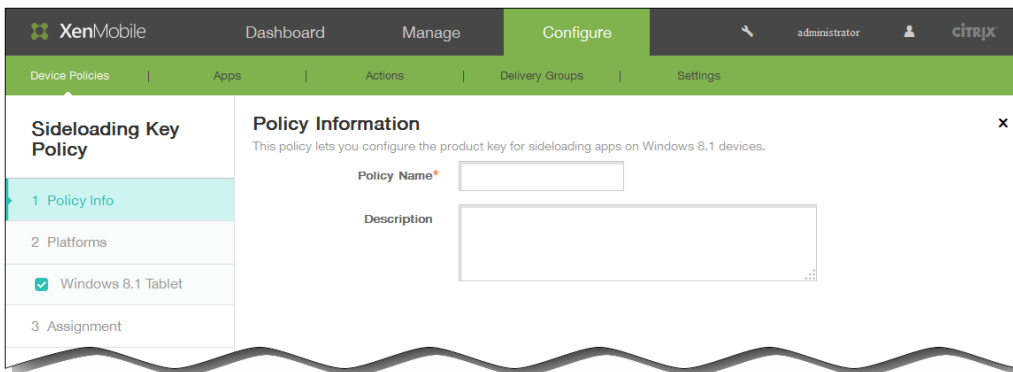 XenMobile Dashboard Manage Configure administrator CİTRIX
Device Policies | Apps | Actions | Delivery Groups | Settings
Sideloading Key
Policy
1 Policy Info
2 Platforms
Windows 8.1 Tablet
3 Assignment
Policy Information
x
This policy lets you configure the product key for sideloading apps on Windows 8.1 devices.
Policy Name*
Description